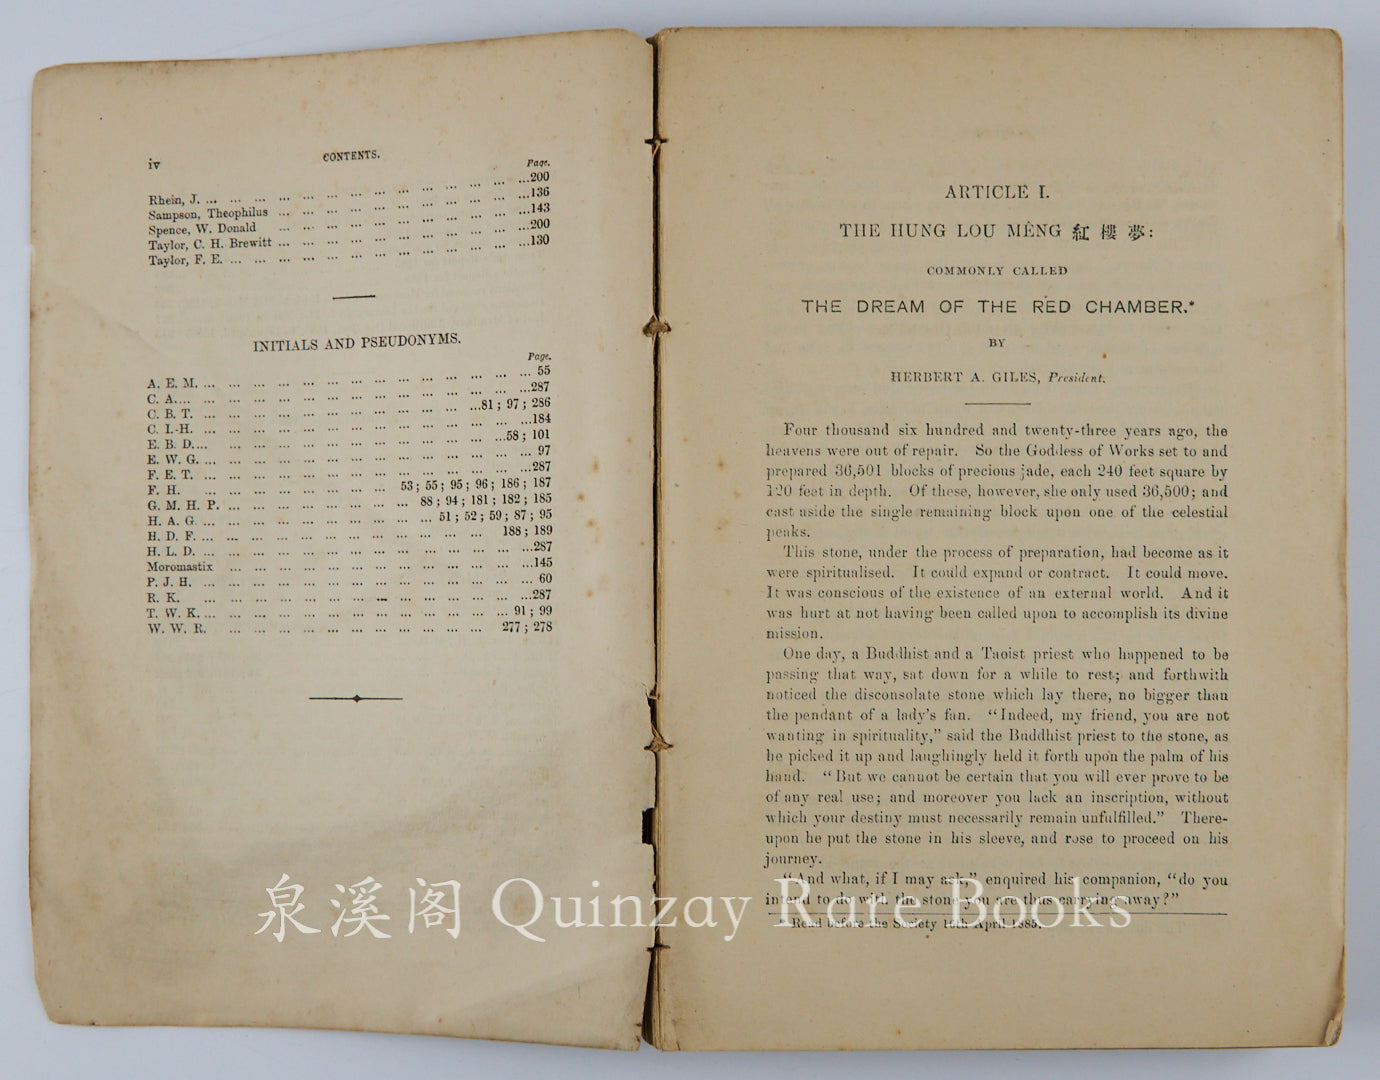 iv
CONTENTS.
Page.
Rhein, J. ... ... ... ... ... ... ... ... ... ... ... ... ... ...200
Sampson, Theophilus ... ... ... ... ... ... ... ... ... ... ...136
Spence, W. Donald ... ... ... ... ... ... ... ... ... ... ...143
Taylor, C. H. Brewitt ... ... ... ... ... ... ... ... ... ... ...200
Taylor, F. E. ... ... ... ... ... ... ... ... ... ... ... ... ...130
INITIALS AND PSEUDONYMS.
Page.
A. E. M. ... ... ... ... ... ... ... ... ... ... ... ... ... ... 55
C. A.... ... ... ... ... ... ... ... ... ... ... ... ... ... ...287
C. B. T. ... ... ... ... ... ... ... ... ... ... ... ...81; 97; 286
C. I.-H. ... ... ... ... ... ... ... ... ... ... ... ... ... ...184
E. B. D.... ... ... ... ... ... ... ... ... ... ... ... ...58; 101
E. W. G. ... ... ... ... ... ... ... ... ... ... ... ... ... ... 97
F. E. T. ... ... ... ... ... ... ... ... ... ... ... ... ... ...287
F. H. ... ... ... ... ... ... ... ... 53; 55; 95; 96; 186; 187
G. M. H. P. ... ... ... ... ... ... ... ... 88; 94; 181; 182; 185
H. A. G. ... ... ... ... ... ... ... ... ... ...51; 52; 59; 87; 95
H. D. F. ... ... ... ... ... ... ... ... ... ... ... ... 188; 189
H. L. D. ... ... ... ... ... ... ... ... ... ... ... ... ... ...287
Moromastix ... ... ... ... ... ... ... ... ... ... ... ... ...145
P. J. H. ... ... ... ... ... ... ... ... ... ... ... ... ... ... 60
R. K. ... ... ... ... ... ... ... ... ... ... ... ... ... ...287
T. W. K. ... ... ... ... ... ... ... ... ... ... ... ... ... 91; 99
W. W. R. ... ... ... ... ... ... ... ... ... ... ... 277; 278
ARTICLE I.
THE HUNG LOU MÊNG 紅樓夢:
COMMONLY CALLED
THE DREAM OF THE RED CHAMBER.*
BY
HERBERT A. GILES, President.
Four thousand six hundred and twenty-three years ago, the
heavens were out of repair. So the Goddess of Works set to and
prepared 36,501 blocks of precious jade, each 240 feet square by
120 feet in depth. Of these, however, she only used 36,500; and
cast aside the single remaining block upon one of the celestial
peaks.
This stone, under the process of preparation, had become as it
were spiritualised. It could expand or contract. It could move.
It was conscious of the existence of an external world. And it
was hurt at not having been called upon to accomplish its divine
mission.
One day, a Buddhist and a Taoist priest who happened to be
passing that way, sat down for a while to rest; and forthwith
noticed the disconsolate stone which lay there, no bigger than
the pendant of a lady's fan. "Indeed, my friend, you are not
wanting in spirituality," said the Buddhist priest to the stone, as
he picked it up and laughingly held it forth upon the palm of his
hand. "But we cannot be certain that you will ever prove to be
of any real use; and moreover you lack an inscription, without
which your destiny must necessarily remain unfulfilled." There-
upon he put the stone in his sleeve, and rose to proceed on his
journey.
"And what, if I may ask," enquired his companion, "do you
intend to do with the stone you are thus carrying away?"
* Read before the Society 16th April 1885.
泉溪阁 Quinzay Rare Books